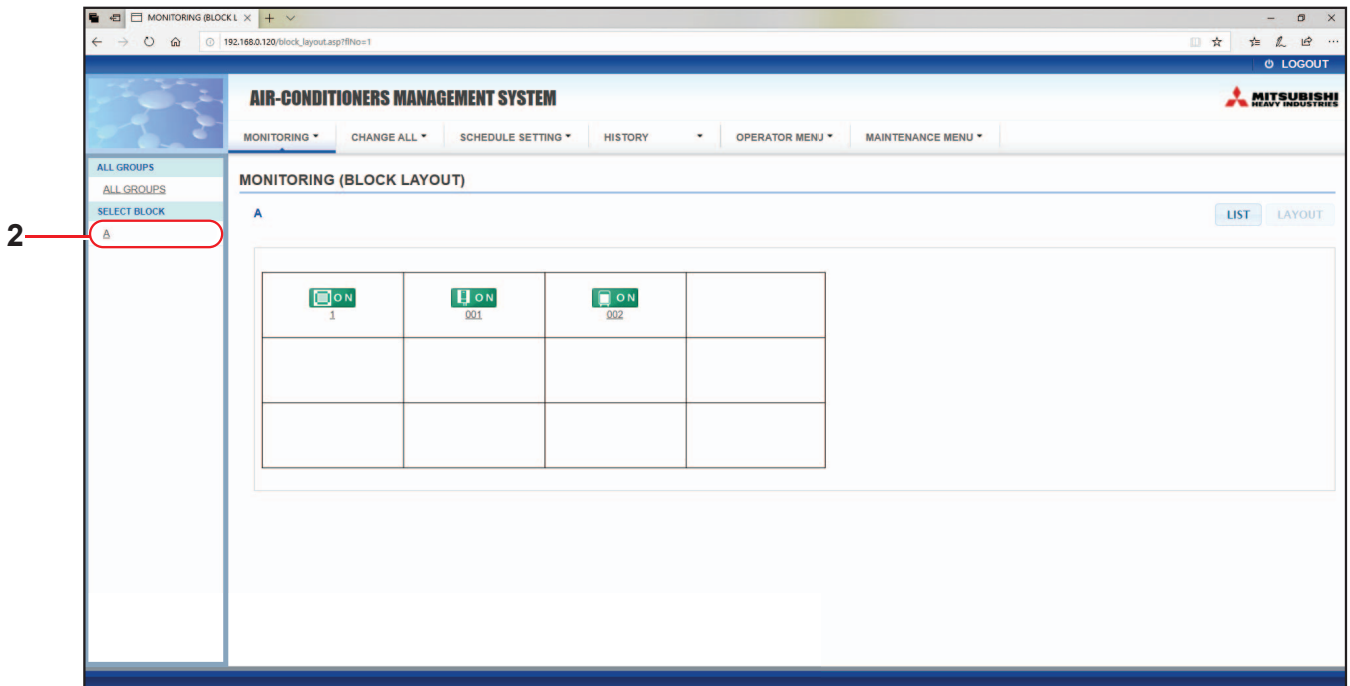 MONITORING (BLOCK L
192.168.0.120/block_layout.asp?flNo=1
LOGOUT
AIR-CONDITIONERS MANAGEMENT SYSTEM
MITSUBISHI
HEAVY INDUSTRIES
MONITORING CHANGE ALL SCHEDULE SETTING HISTORY OPERATOR MENU MAINTENANCE MENU
ALL GROUPS
ALL GROUPS
SELECT BLOCK
A
2
MONITORING (BLOCK LAYOUT)
A
LIST LAYOUT
ON ON ON
1 001 002